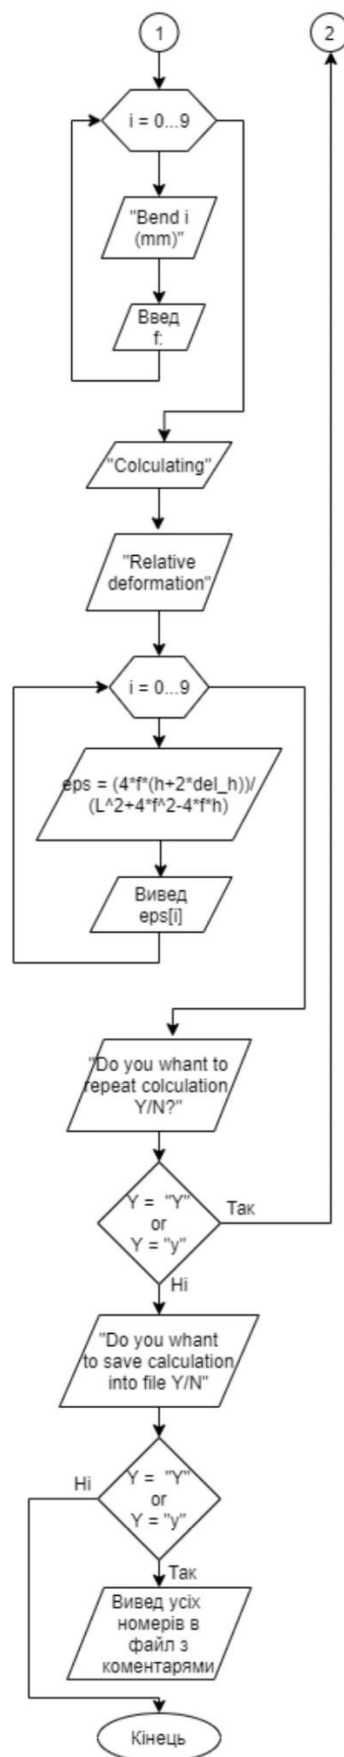 1
2
i = 0...9
"Bend i
(mm)"
Введ
f:
"Colculating"
"Relative
deformation"
i = 0...9
eps = (4*f*(h+2*del_h))/
(L^2+4*f^2-4*f*h)
Вивед
eps[i]
"Do you whant to
repeat colculation
Y/N?"
Y = "Y"
or
Y = "y"
Так
Ні
"Do you whant
to save calculation
into file Y/N"
Ні
Y = "Y"
or
Y = "y"
Так
Вивед усіх
номерів в
файл з
коментарями
Кінець